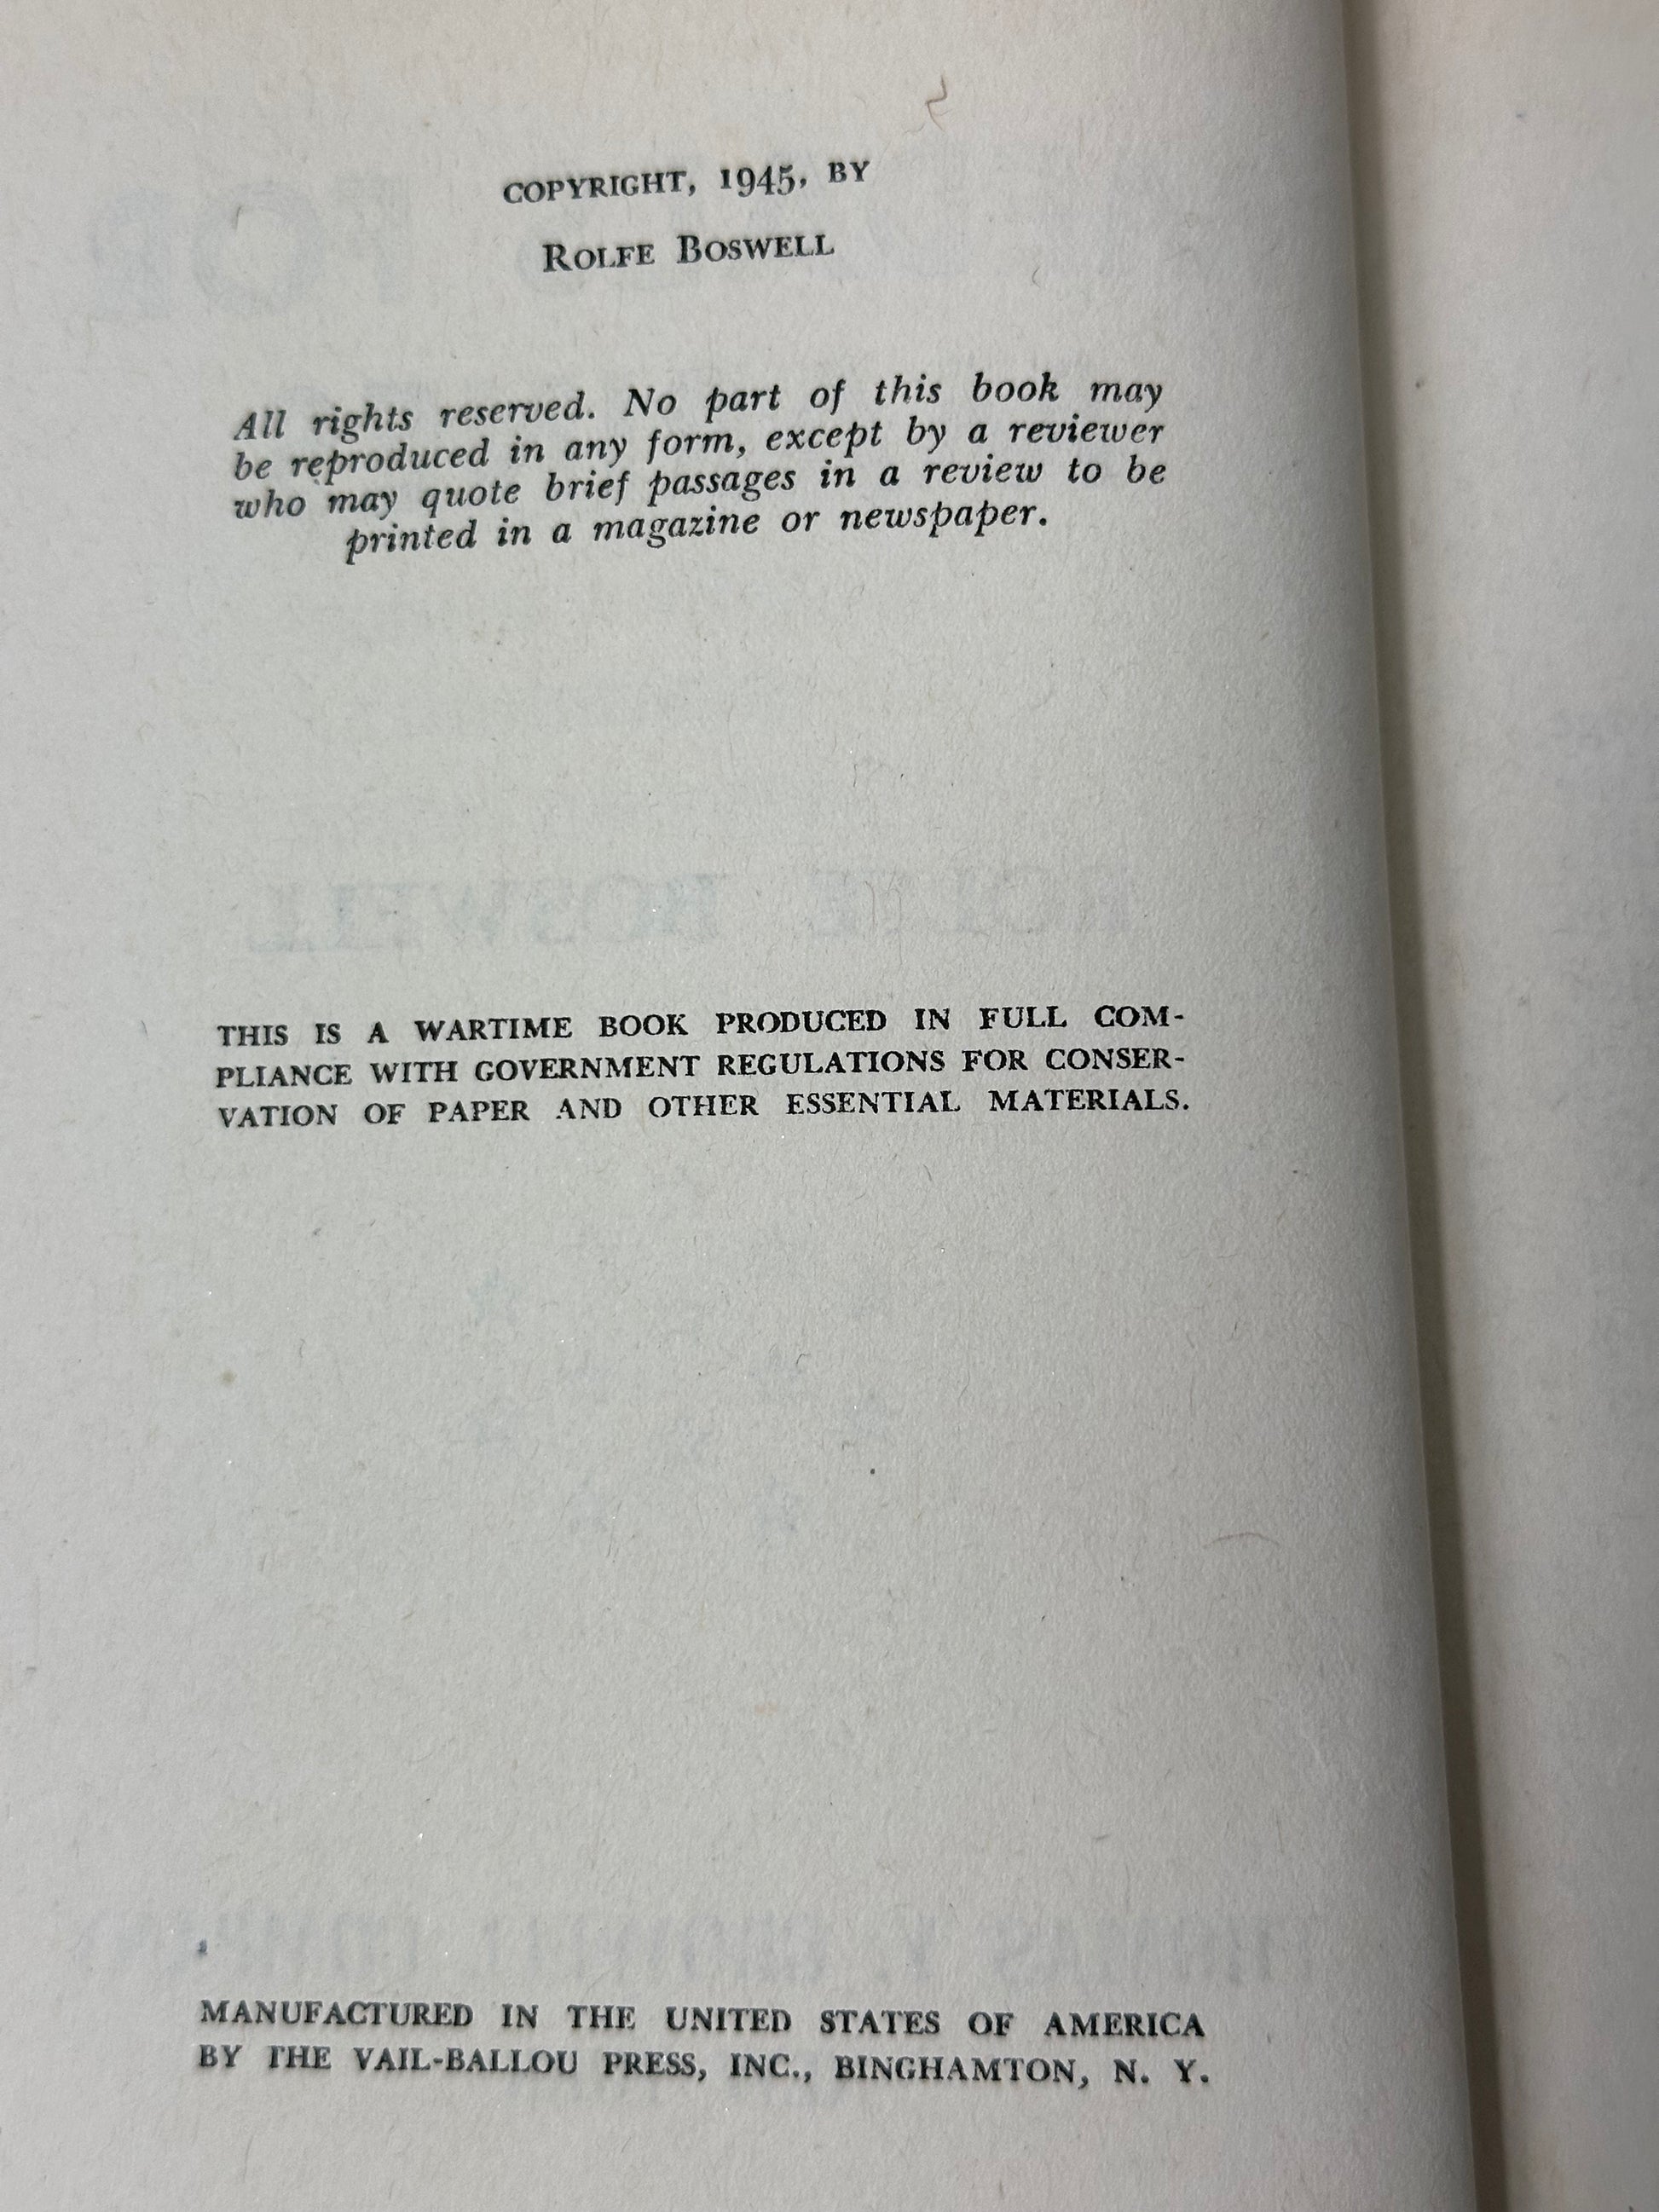 COPYRIGHT, 1945, BY
ROLFE BOSWELL
All rights reserved. No part of this book may
be reproduced in any form, except by a reviewer
who may quote brief passages in a review to be
printed in a magazine or newspaper.
THIS IS A WARTIME BOOK PRODUCED IN FULL COM-
PLIANCE WITH GOVERNMENT REGULATIONS FOR CONSER-
VATION OF PAPER AND OTHER ESSENTIAL MATERIALS.
MANUFACTURED IN THE UNITED STATES OF AMERICA
BY THE VAIL-BALLOU PRESS, INC., BINGHAMTON, N. Y.